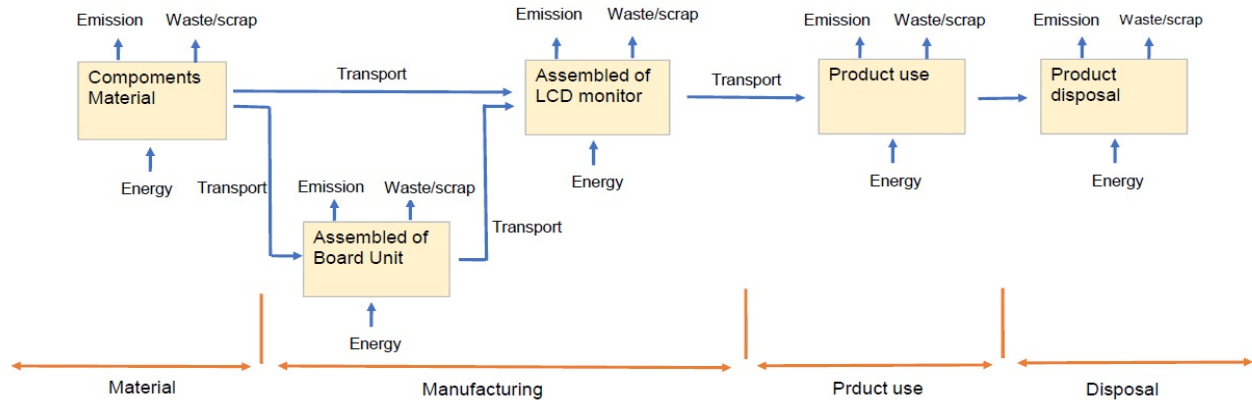 Emission
Waste/scrap
Emission
Waste/scrap
Emission
Waste/scrap
Emission
Waste/scrap
Compoments
Material
Transport
Assembled of
LCD monitor
Transport
Product use
Product
disposal
Energy
Transport
Emission
Waste/scrap
Energy
Energy
Energy
Transport
Assembled of
Board Unit
Energy
Material
Manufacturing
Prduct use
Disposal